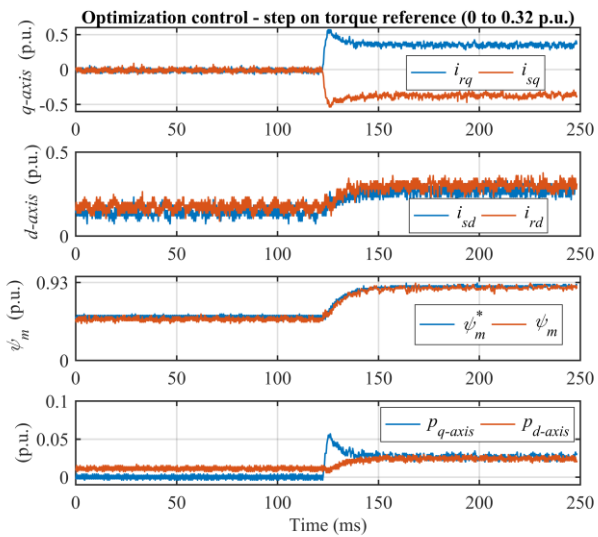 Optimization control - step on torque reference (0 to 0.32 p.u.)
q-axis (p.u.)
0.5
0
-0.5
i_rq i_sq
0 50 100 150 200 250
d-axis (p.u.)
0.5
0
i_sd i_rd
0 50 100 150 200 250
ψ_m (p.u.)
0.93
0
ψ_m^* ψ_m
0 50 100 150 200 250
(p.u.)
0.1
0.05
0
p_q-axis p_d-axis
0 50 100 150 200 250
Time (ms)